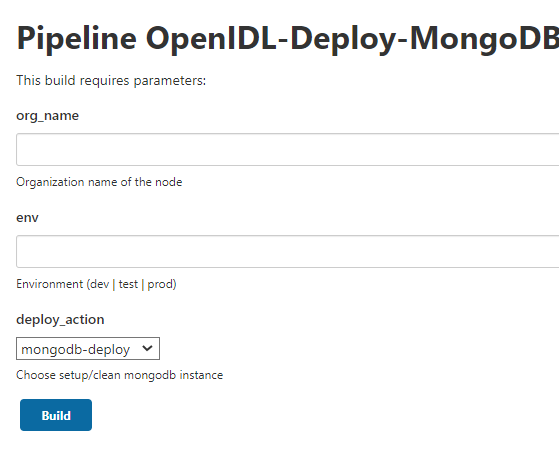 Pipeline OpenIDL-Deploy-MongoDB
This build requires parameters:
org_name
Organization name of the node
env
Environment (dev | test | prod)
deploy_action
mongodb-deploy
Choose setup/clean mongodb instance
Build